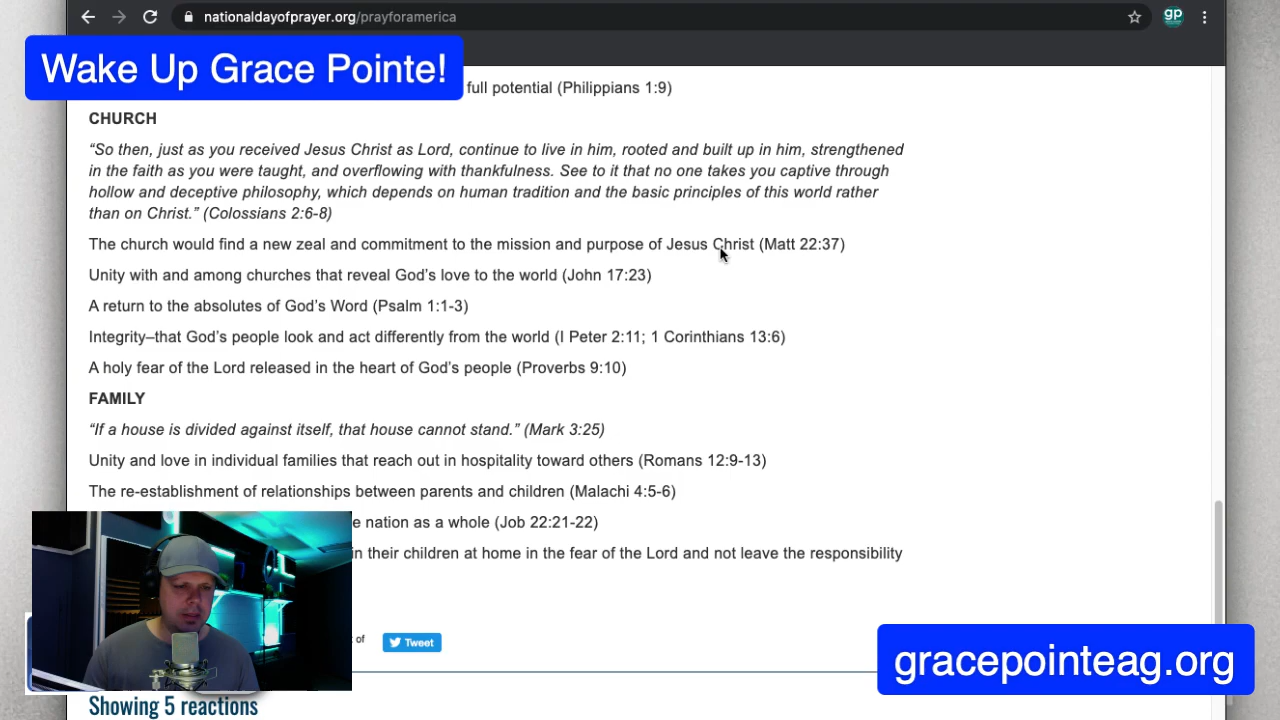 nationaldayofprayer.org/prayforamerica
gp
Wake Up Grace Pointe!
full potential (Philippians 1:9)
CHURCH
“So then, just as you received Jesus Christ as Lord, continue to live in him, rooted and built up in him, strengthened
in the faith as you were taught, and overflowing with thankfulness. See to it that no one takes you captive through
hollow and deceptive philosophy, which depends on human tradition and the basic principles of this world rather
than on Christ.” (Colossians 2:6-8)
The church would find a new zeal and commitment to the mission and purpose of Jesus Christ (Matt 22:37)
Unity with and among churches that reveal God’s love to the world (John 17:23)
A return to the absolutes of God’s Word (Psalm 1:1-3)
Integrity–that God’s people look and act differently from the world (I Peter 2:11; 1 Corinthians 13:6)
A holy fear of the Lord released in the heart of God’s people (Proverbs 9:10)
FAMILY
“If a house is divided against itself, that house cannot stand.” (Mark 3:25)
Unity and love in individual families that reach out in hospitality toward others (Romans 12:9-13)
The re-establishment of relationships between parents and children (Malachi 4:5-6)
e nation as a whole (Job 22:21-22)
in their children at home in the fear of the Lord and not leave the responsibility
of
Tweet
gracepointeag.org
Showing 5 reactions